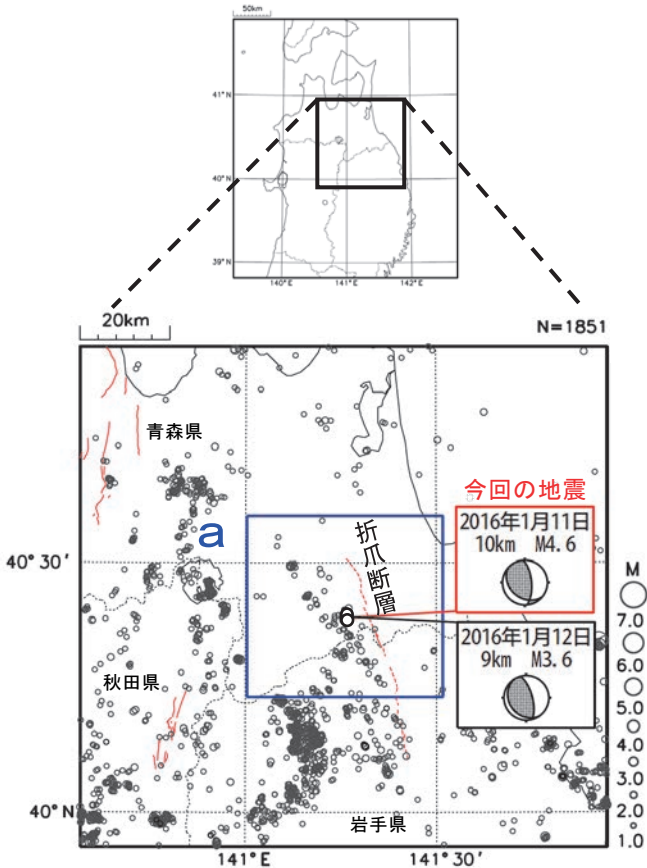 50km
41°N
40°N
39°N
140°E
141°E
142°E
20km
N=1851
青森県
今回の地震
a
折爪断層
2016年1月11日
10km M4.6
40°30'
M
7.0
6
2016年1月12日
9km M3.6
6.0
秋田県
5.0
4.0
3.0
2.0
40°N
岩手県
1.0
141°E
141°30'